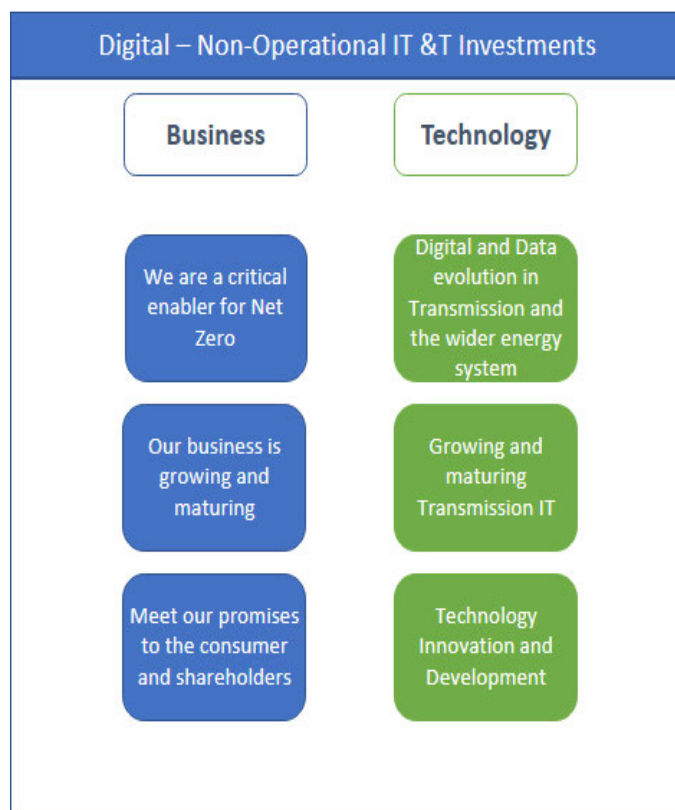 Digital – Non-Operational IT &T Investments
Business
Technology
We are a critical
enabler for Net
Zero
Digital and Data
evolution in
Transmission and
the wider energy
system
Our business is
growing and
maturing
Growing and
maturing
Transmission IT
Meet our promises
to the consumer
and shareholders
Technology
Innovation and
Development